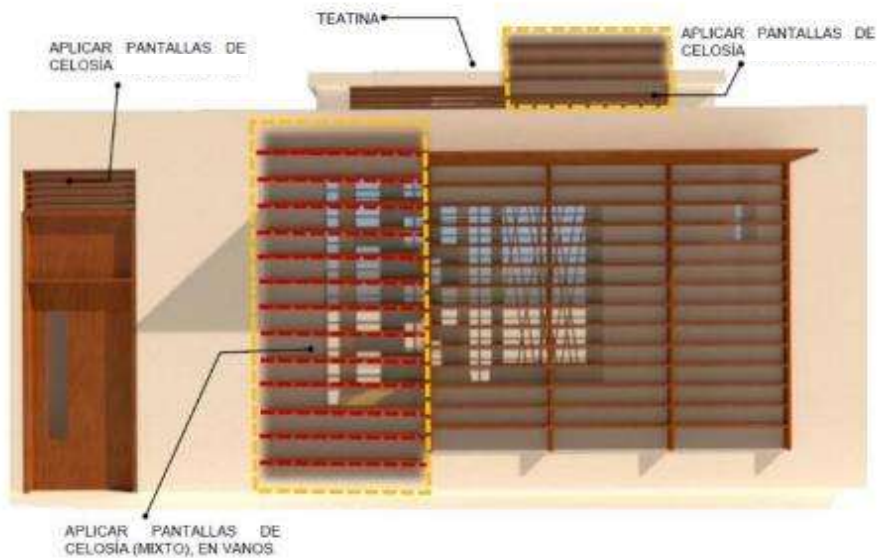 TEATINA
APLICAR PANTALLAS DE
CELOSÍA
APLICAR PANTALLAS DE
CELOSÍA
APLICAR PANTALLAS DE
CELOSÍA (MIXTO), EN VANOS.